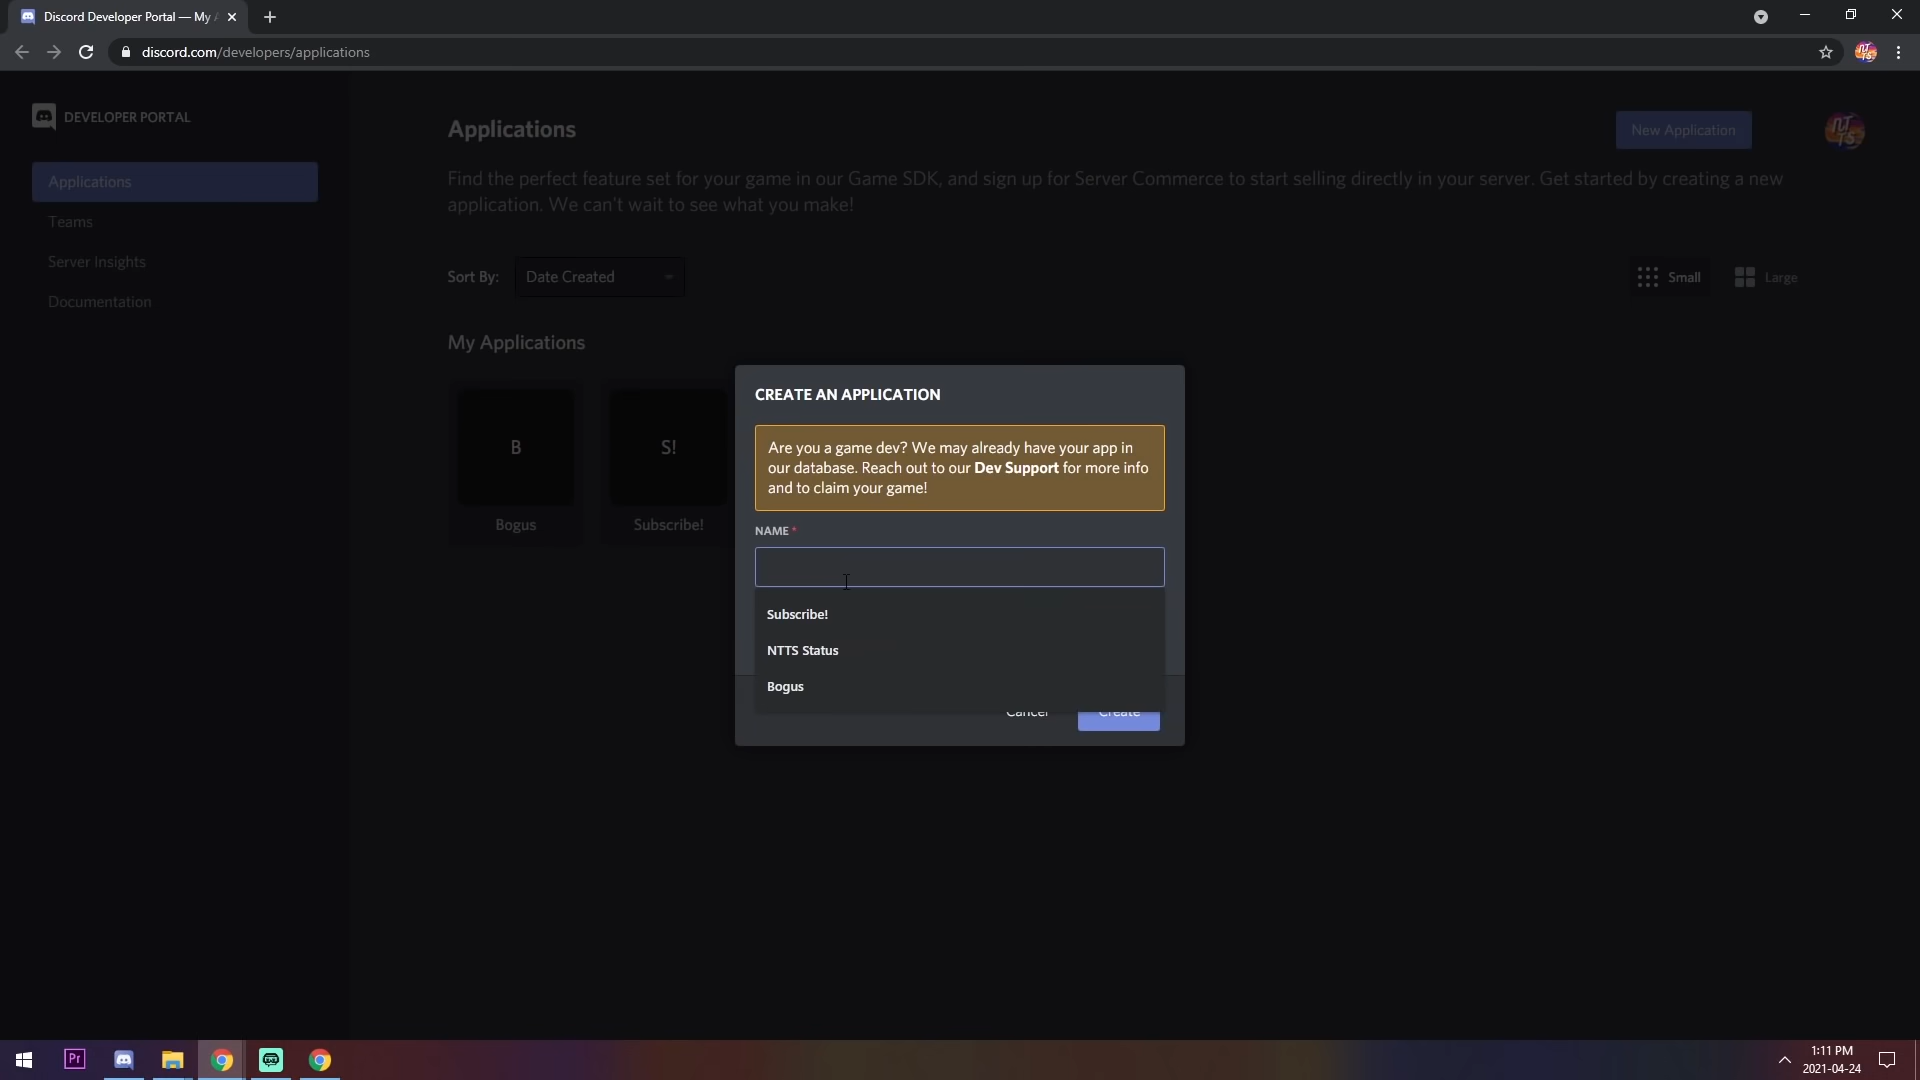 Discord Developer Portal — My A
discord.com/developers/applications
DEVELOPER PORTAL
Applications
Teams
Server Insights
Documentation
Applications
New Application
Find the perfect feature set for your game in our Game SDK, and sign up for Server Commerce to start selling directly in your server. Get started by creating a new
application. We can't wait to see what you make!
Sort By:
Date Created
Small
Large
My Applications
B
S!
Bogus
Subscribe!
CREATE AN APPLICATION
Are you a game dev? We may already have your app in
our database. Reach out to our Dev Support for more info
and to claim your game!
NAME *
Subscribe!
NTTS Status
Bogus
Cancel
Create
Pr
1:11 PM
2021-04-24